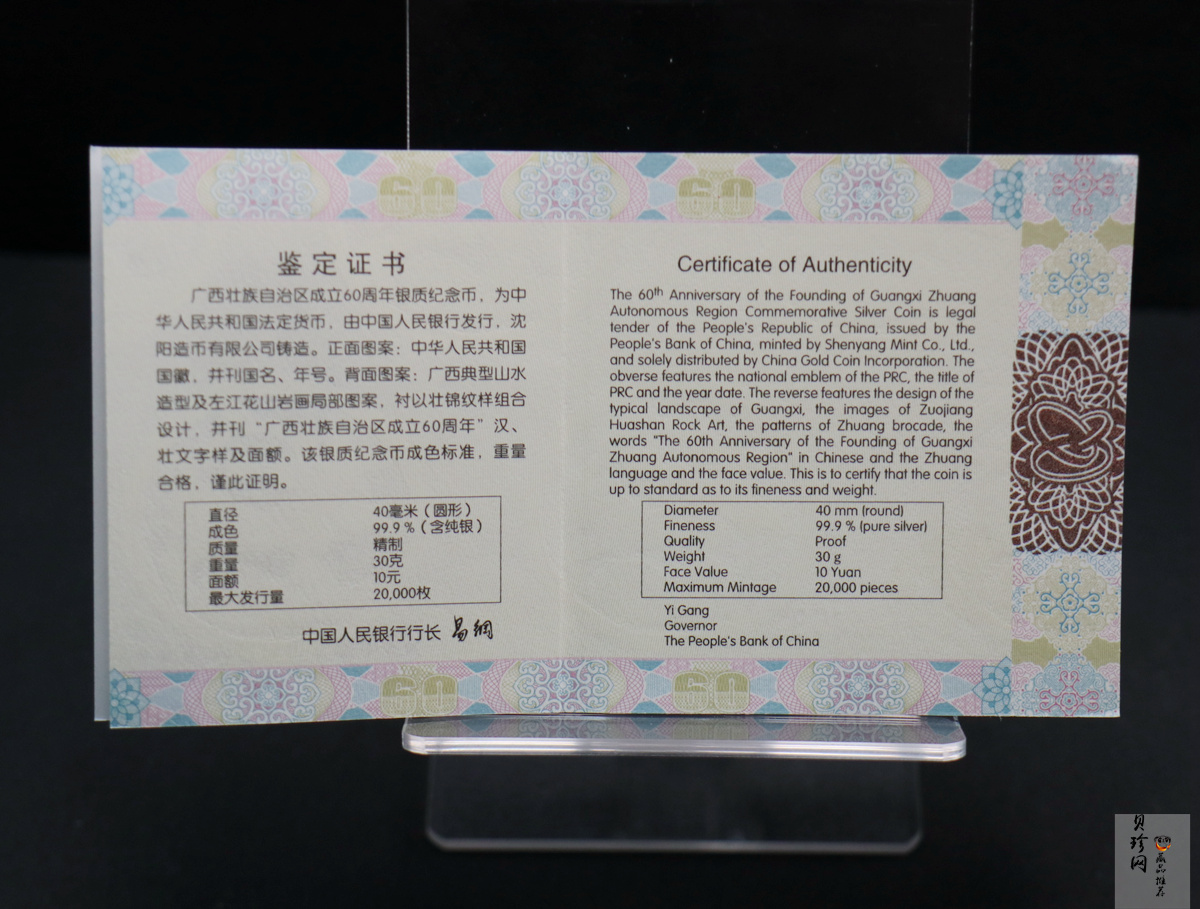 60 60
鉴定证书
广西壮族自治区成立60周年银质纪念币，为中
华人民共和国法定货币，由中国人民银行发行，沈
阳造币有限公司铸造。正面图案：中华人民共和国
国徽，并刊国名、年号。背面图案：广西典型山水
造型及左江花山岩画局部图案，衬以壮锦纹样组合
设计，并刊“广西壮族自治区成立60周年”汉、
壮文字样及面额。该银质纪念币成色标准，重量
合格，谨此证明。
直径 40毫米（圆形）
成色 99.9％（含纯银）
质量 精制
重量 30克
面额 10元
最大发行量 20,000枚
中国人民银行行长 易纲
Certificate of Authenticity
The 60th Anniversary of the Founding of Guangxi Zhuang
Autonomous Region Commemorative Silver Coin is legal
tender of the People's Republic of China, issued by the
People's Bank of China, minted by Shenyang Mint Co., Ltd.,
and solely distributed by China Gold Coin Incorporation. The
obverse features the national emblem of the PRC, the title of
PRC and the year date. The reverse features the design of the
typical landscape of Guangxi, the images of Zuojiang
Huashan Rock Art, the patterns of Zhuang brocade, the
words "The 60th Anniversary of the Founding of Guangxi
Zhuang Autonomous Region" in Chinese and the Zhuang
language and the face value. This is to certify that the coin is
up to standard as to its fineness and weight.
Diameter 40 mm (round)
Fineness 99.9 % (pure silver)
Quality Proof
Weight 30 g
Face Value 10 Yuan
Maximum Mintage 20,000 pieces
Yi Gang
Governor
The People's Bank of China
60 60
贝珍网
藏品推荐